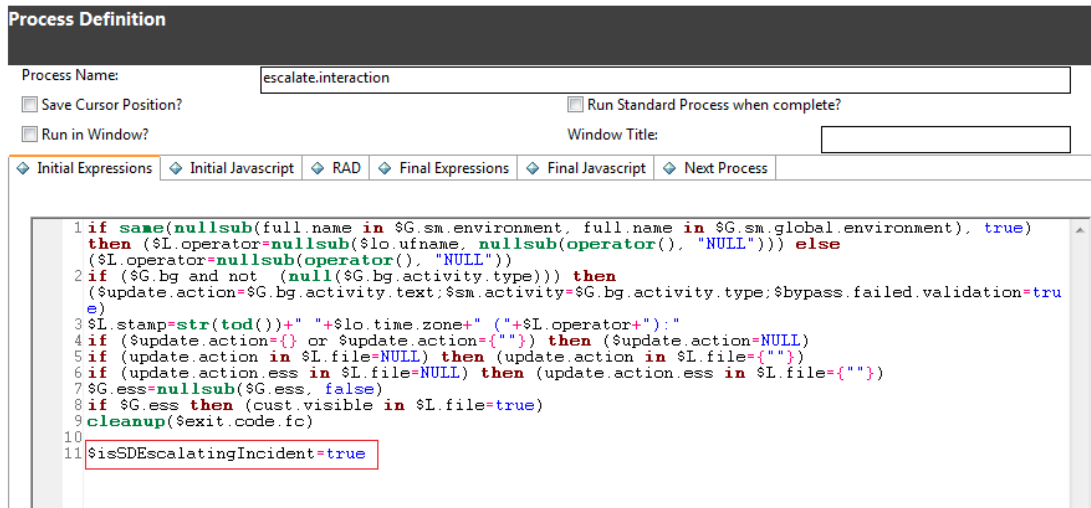 Process Definition
Process Name: escalate.interaction
Save Cursor Position? Run Standard Process when complete?
Run in Window? Window Title:
Initial Expressions Initial Javascript RAD Final Expressions Final Javascript Next Process
1 if same(nullsub(full.name in $G.sm.environment, full.name in $G.sm.global.environment), true)
then ($L.operator=nullsub($lo.ufname, nullsub(operator(), "NULL"))) else
($L.operator=nullsub(operator(), "NULL"))
2 if ($G.bg and not (null($G.bg.activity.type))) then
($update.action=$G.bg.activity.text;$sm.activity=$G.bg.activity.type;$bypass.failed.validation=tru
e)
3 $L.stamp=str(tod())+" "+$lo.time.zone+" ("+$L.operator+"):"
4 if ($update.action={} or $update.action={""}) then ($update.action=NULL)
5 if (update.action in $L.file=NULL) then (update.action in $L.file={""})
6 if (update.action.ess in $L.file=NULL) then (update.action.ess in $L.file={""})
7 $G.ess=nullsub($G.ess, false)
8 if $G.ess then (cust.visible in $L.file=true)
9 cleanup($exit.code.fc)
10
11 $isSDEscalatingIncident=true